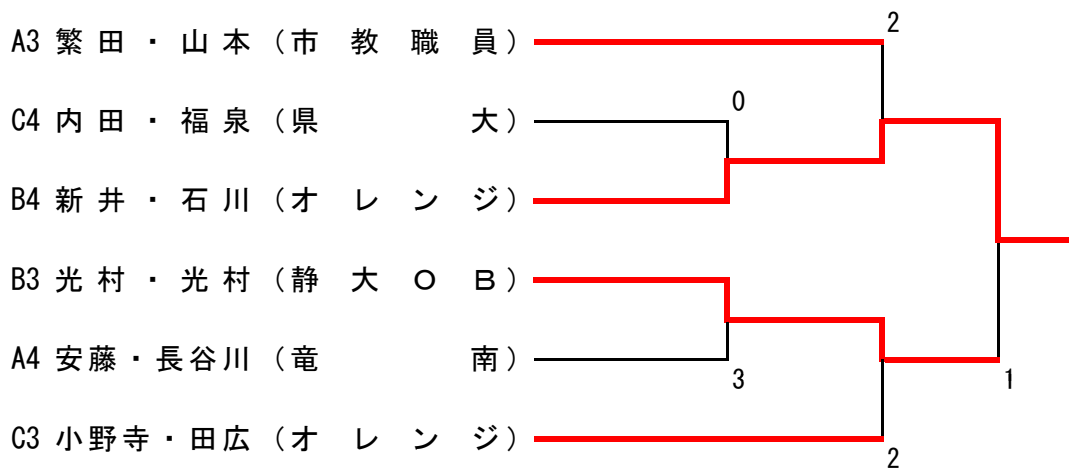 2
A3 繁田・山本（市教職員）
0
C4 内田・福泉（県大）
B4 新井・石川（オレンジ）
B3 光村・光村（静大ＯＢ）
A4 安藤・長谷川（竜南）
3
1
C3 小野寺・田広（オレンジ）
2